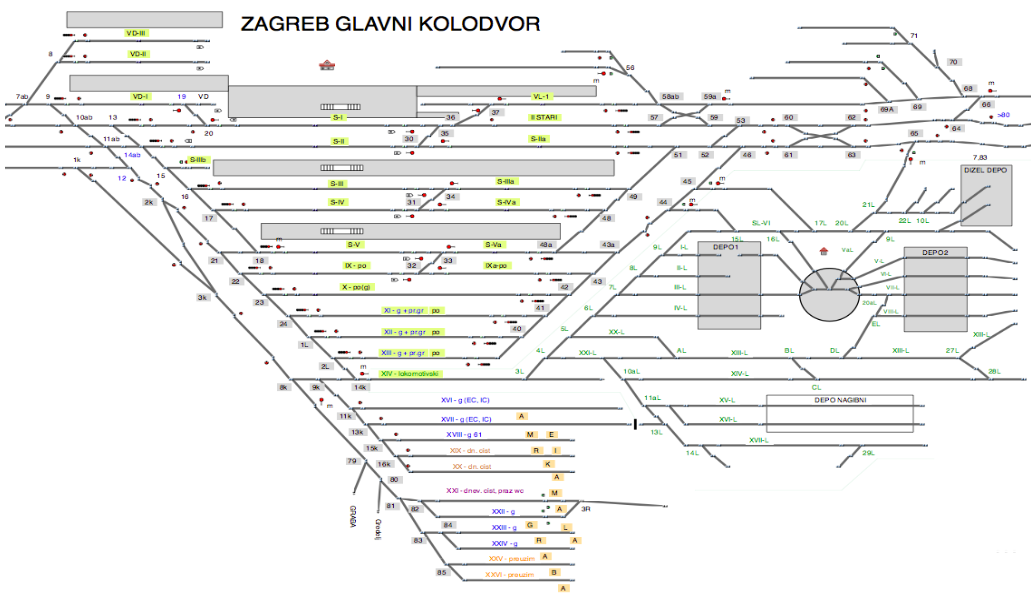 ZAGREB GLAVNI KOLODVOR
VD-III
71
8
VD-II
70
56
m
VD-I
19
VD
VL-1
58ab
59a
m
68
m
7ab
9
69A
69
66
10ab
13
S-I
36
37
II STARI
57
59
53
60
62
>80
64
11ab
20
S-II
30
35
S-IIa
65
14ab
S-IIIb
51
52
46
61
63
m
7,83
1k
DIZEL DEPO
12
15
S-III
S-IIIa
45
16
34
49
m
2k
S-IV
31
S-IVa
44
21L
17
48
22L
10L
SL-VI
17L
20L
S-V
m
S-Va
48a
43a
9L
I-L
15L
16L
9L
DEPO1
DEPO2
21
18
IX - po
32
33
IXa-po
8L
II-L
V-L
VI-L
22
X - po(g)
42
43
7L
III-L
VII-L
3k
23
41
6L
IV-L
VIII-L
24
XI - g + pr.gr
po
40
5L
XX-L
EL
XII - g + pr.gr
po
1L
XIII - g + pr.gr
po
4L
XXI-L
AL
XIII-L
BL
DL
XIII-L
27L
2L
m
XIV - lokomotivski
3L
10aL
XIV-L
28L
8k
9k
14k
CL
m
XVI - g (EC, IC)
11aL
XV-L
DEPO NAGIBNI
11k
XVII - g (EC, IC)
A
XVI-L
13k
XVIII - g 61
M
E
13L
XVII-L
15k
XIX - dn. cist
R
I
14L
29L
79
16k
XX - dn. cist
K
80
A
XXI - dnev. cist, praz wc
M
GRAĐA
Gredelj
81
82
XXII - g
A
3R
84
XXIII - g
G
L
83
XXIV - g
R
A
XXV - preuzim
A
85
XXVI - preuzim
B
A